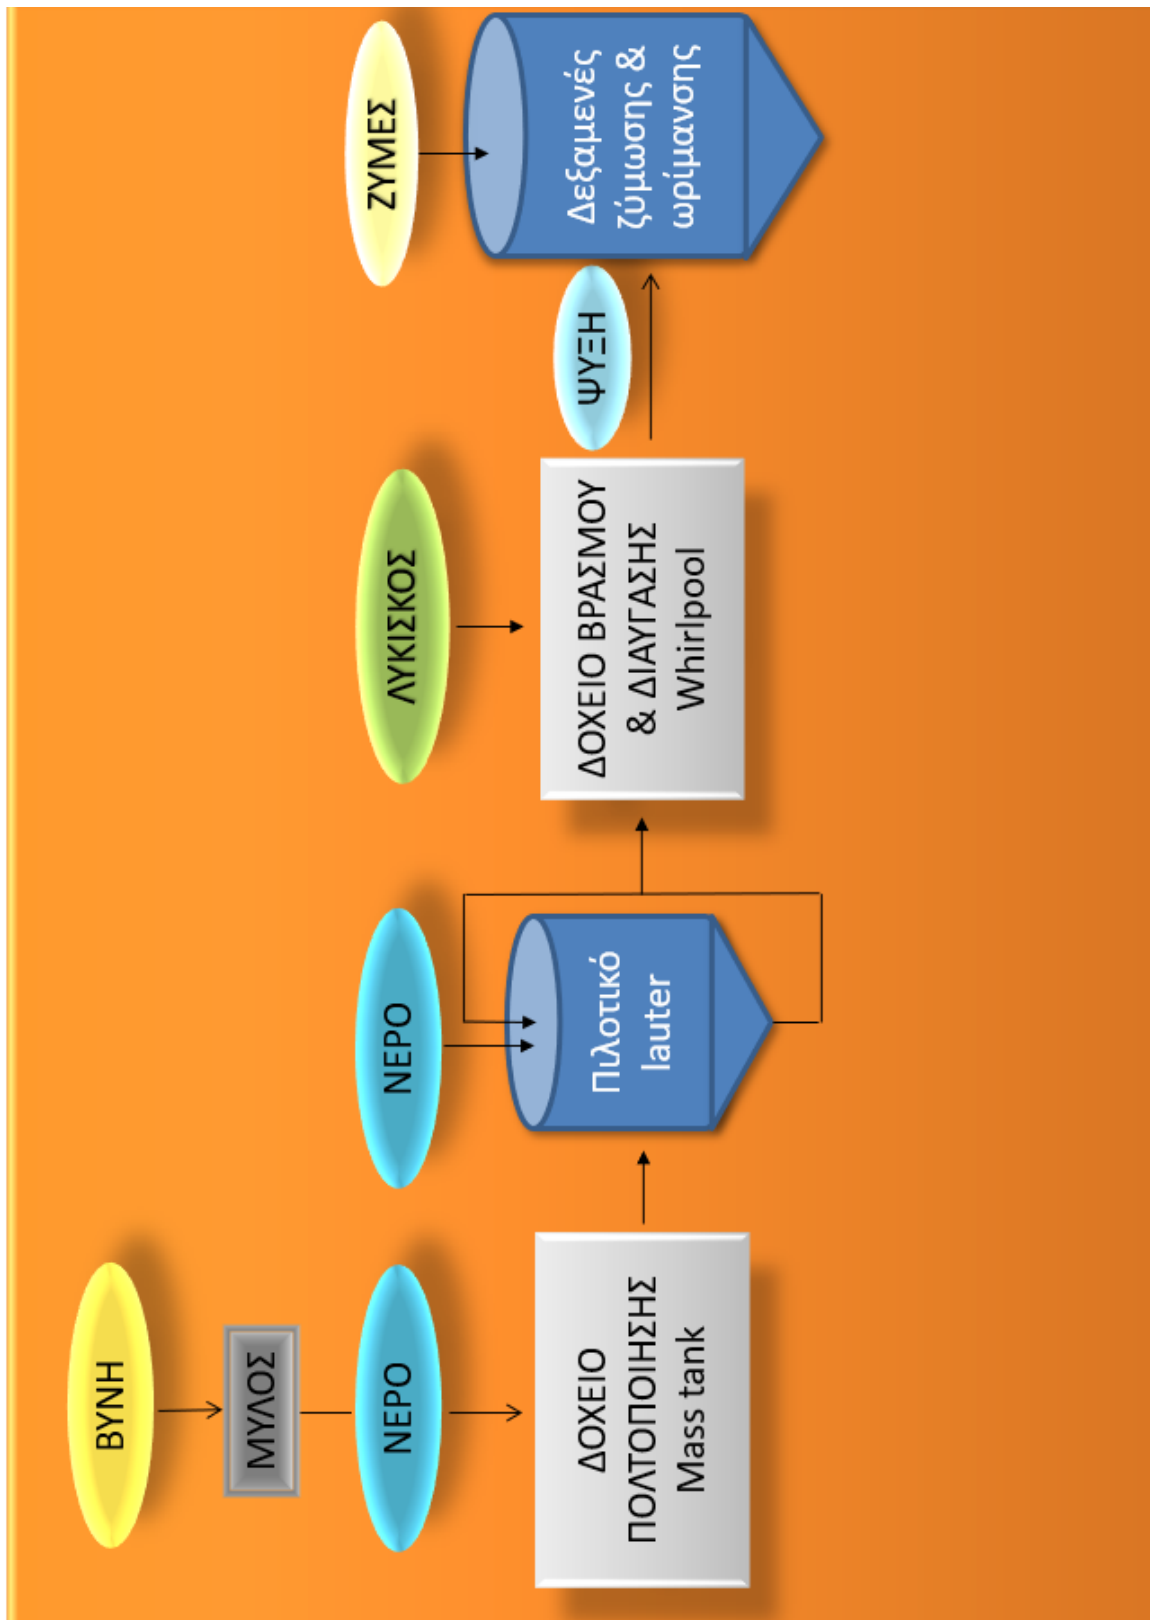 ΒΥΝΗ
ΜΥΛΟΣ
ΝΕΡΟ
ΔΟΧΕΙΟ
ΠΟΛΤΟΠΟΙΗΣΗΣ
Mass tank
ΝΕΡΟ
Πιλοτικό
lauter
ΛΥΚΙΣΚΟΣ
ΔΟΧΕΙΟ ΒΡΑΣΜΟΥ
& ΔΙΑΥΓΑΣΗΣ
Whirlpool
ΨΥΞΗ
ΖΥΜΕΣ
Δεξαμενές
ζύμωσης &
ωρίμανσης